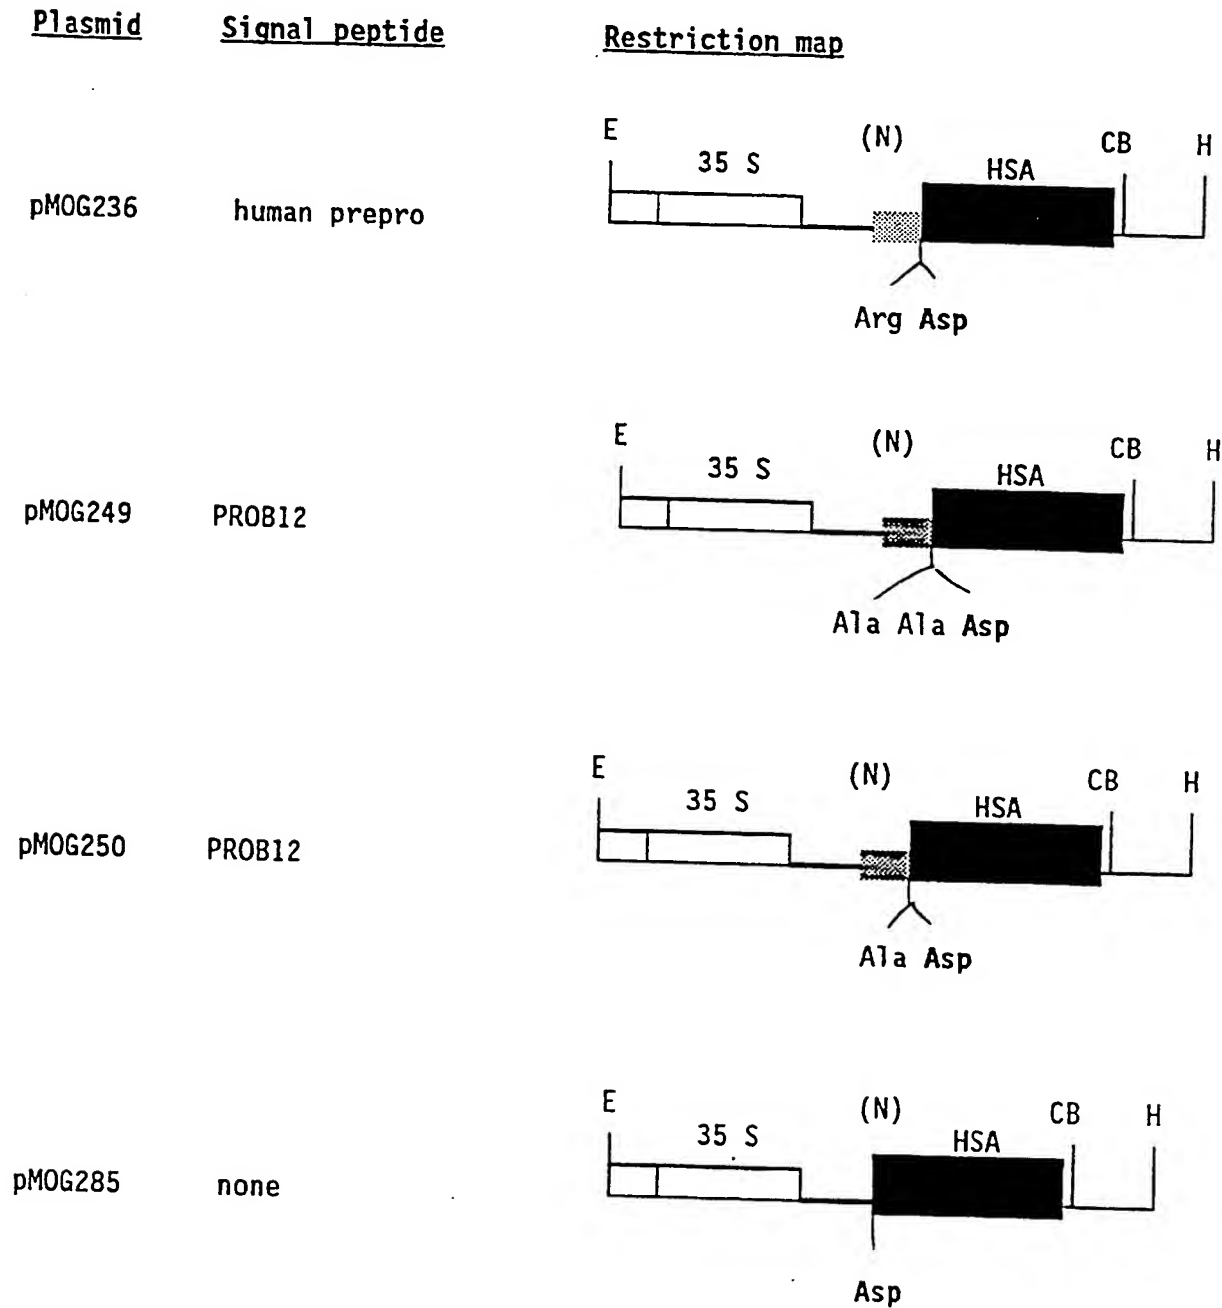 Plasmid Signal peptide Restriction map
E 35 S (N) HSA CB H
pMOG236 human prepro
Arg Asp
E 35 S (N) HSA CB H
pMOG249 PROB12
Ala Ala Asp
E 35 S (N) HSA CB H
pMOG250 PROB12
Ala Asp
E 35 S (N) HSA CB H
pMOG285 none
Asp